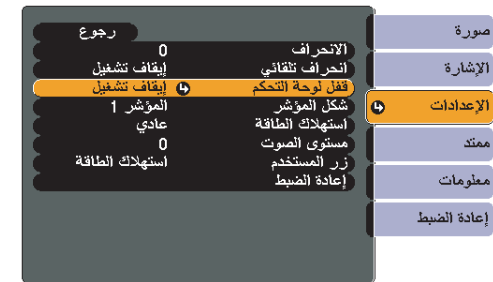 صورة
الإشارة
الإعدادات
ممتد
معلومات
إعادة الضبط
رجوع
الانحراف 0
انحراف تلقائي إيقاف تشغيل
قفل لوحة التحكم إيقاف تشغيل
شكل المؤشر المؤشر 1
استهلاك الطاقة عادي
مستوى الصوت 0
زر المستخدم استهلاك الطاقة
إعادة الضبط